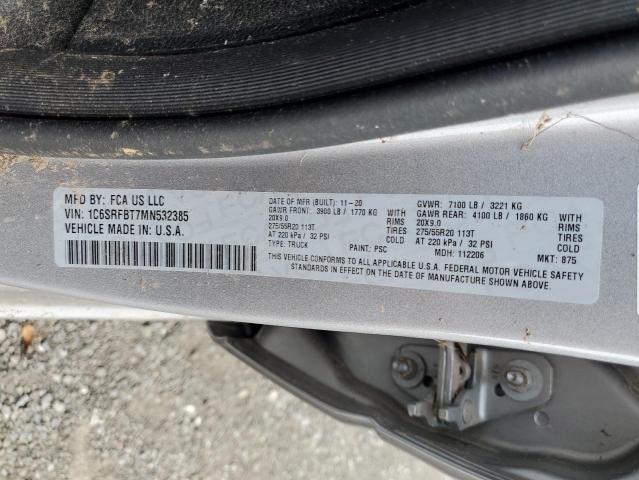 MFD BY: FCA US LLC
VIN: 1C6SRFBT7MN532385
VEHICLE MADE IN: U.S.A.
DATE OF MFR (BUILT): 11-20
GAWR FRONT: 3900 LB / 1770 KG
20X9.0 RIMS
275/55R20 113T TIRES
AT 220 kPa / 32 PSI COLD
TYPE: TRUCK PAINT: PSC
GVWR: 7100 LB / 3221 KG
GAWR REAR: 4100 LB / 1860 KG
20X9.0 RIMS
275/55R20 113T TIRES
AT 220 kPa / 32 PSI COLD
MDH: 112206 MKT: 875
THIS VEHICLE CONFORMS TO ALL APPLICABLE U.S.A. FEDERAL MOTOR VEHICLE SAFETY
STANDARDS IN EFFECT ON THE DATE OF MANUFACTURE SHOWN ABOVE.